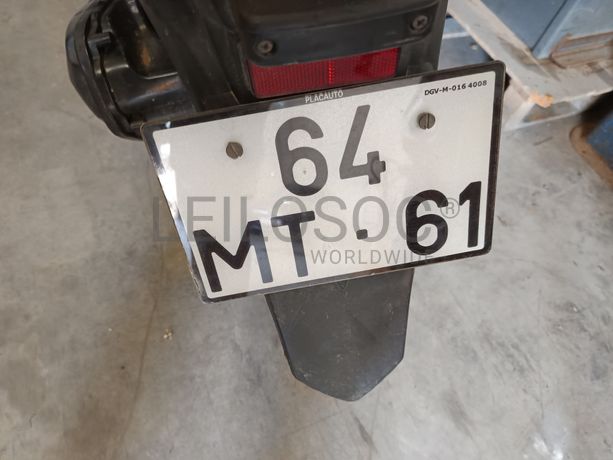 PLACAUTO
DGV-M-016 4008
64
MT·61
LEILOSOC®
WORLDWIDE